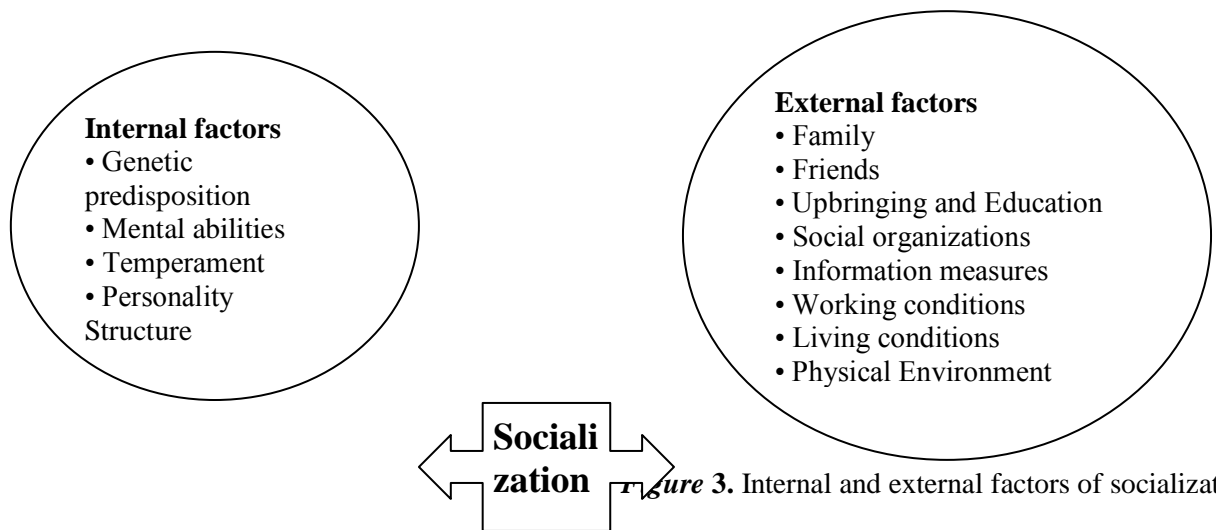 Internal factors
• Genetic
predisposition
• Mental abilities
• Temperament
• Personality
Structure
External factors
• Family
• Friends
• Upbringing and Education
• Social organizations
• Information measures
• Working conditions
• Living conditions
• Physical Environment
Sociali
zation
Figure 3. Internal and external factors of socializat